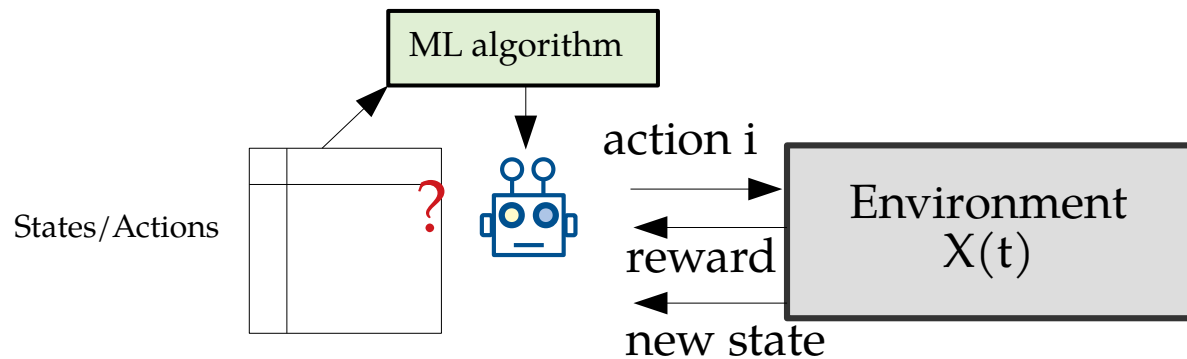 ML algorithm
action i
?
States/Actions
Environment
X(t)
reward
new state